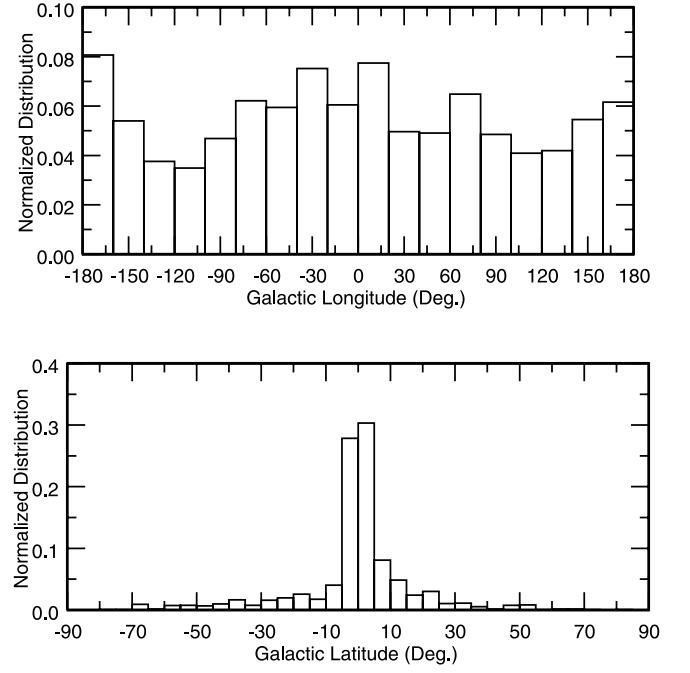 0.10
0.08
0.06
0.04
0.02
0.00
Normalized Distribution
-180 -150 -120 -90 -60 -30 0 30 60 90 120 150 180
Galactic Longitude (Deg.)
0.4
0.3
0.2
0.1
0.0
Normalized Distribution
-90 -70 -50 -30 -10 10 30 50 70 90
Galactic Latitude (Deg.)